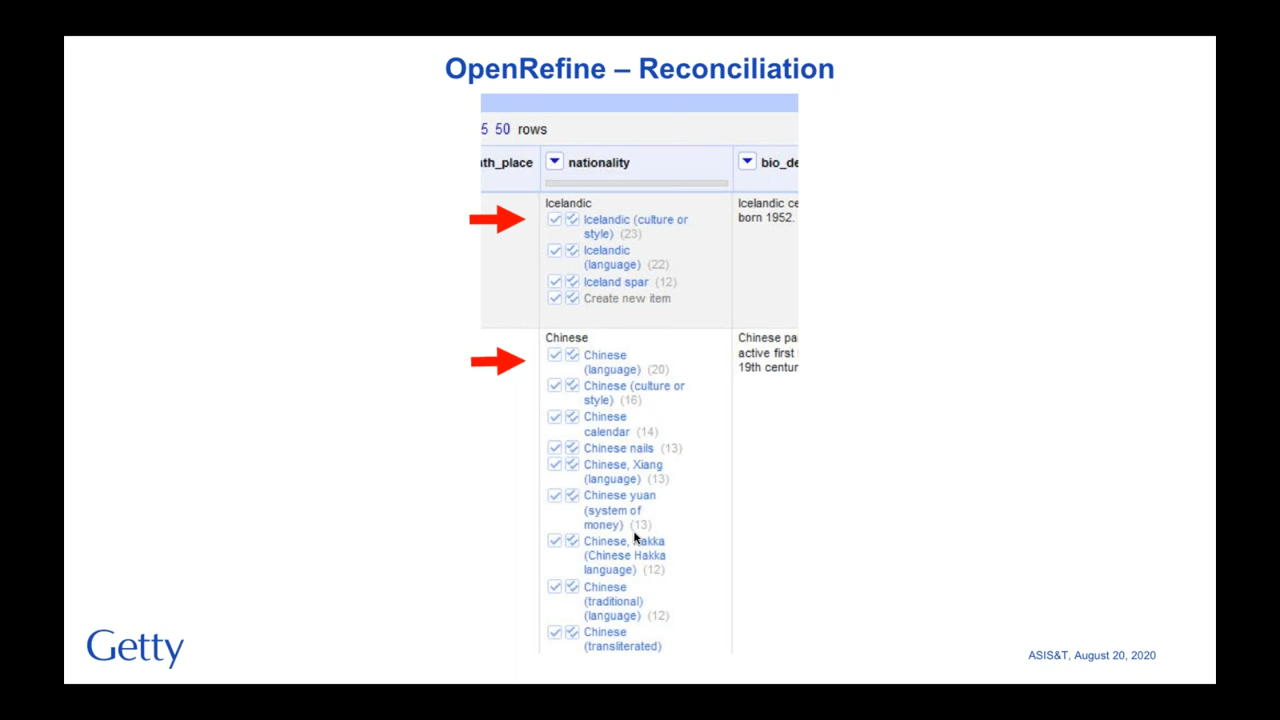 OpenRefine – Reconciliation
5 50 rows
ath_place
nationality
bio_de
Icelandic
Icelandic (culture or
style) (23)
Icelandic
(language) (22)
Iceland spar (12)
Create new item
Icelandic ce
born 1952.
Chinese
Chinese
(language) (20)
Chinese (culture or
style) (16)
Chinese
calendar (14)
Chinese nails (13)
Chinese, Xiang
(language) (13)
Chinese yuan
(system of
money) (13)
Chinese, Hakka
(Chinese Hakka
language) (12)
Chinese
(traditional)
(language) (12)
Chinese
(transliterated)
Chinese pa
active first
19th centur
Getty
ASIS&T, August 20, 2020